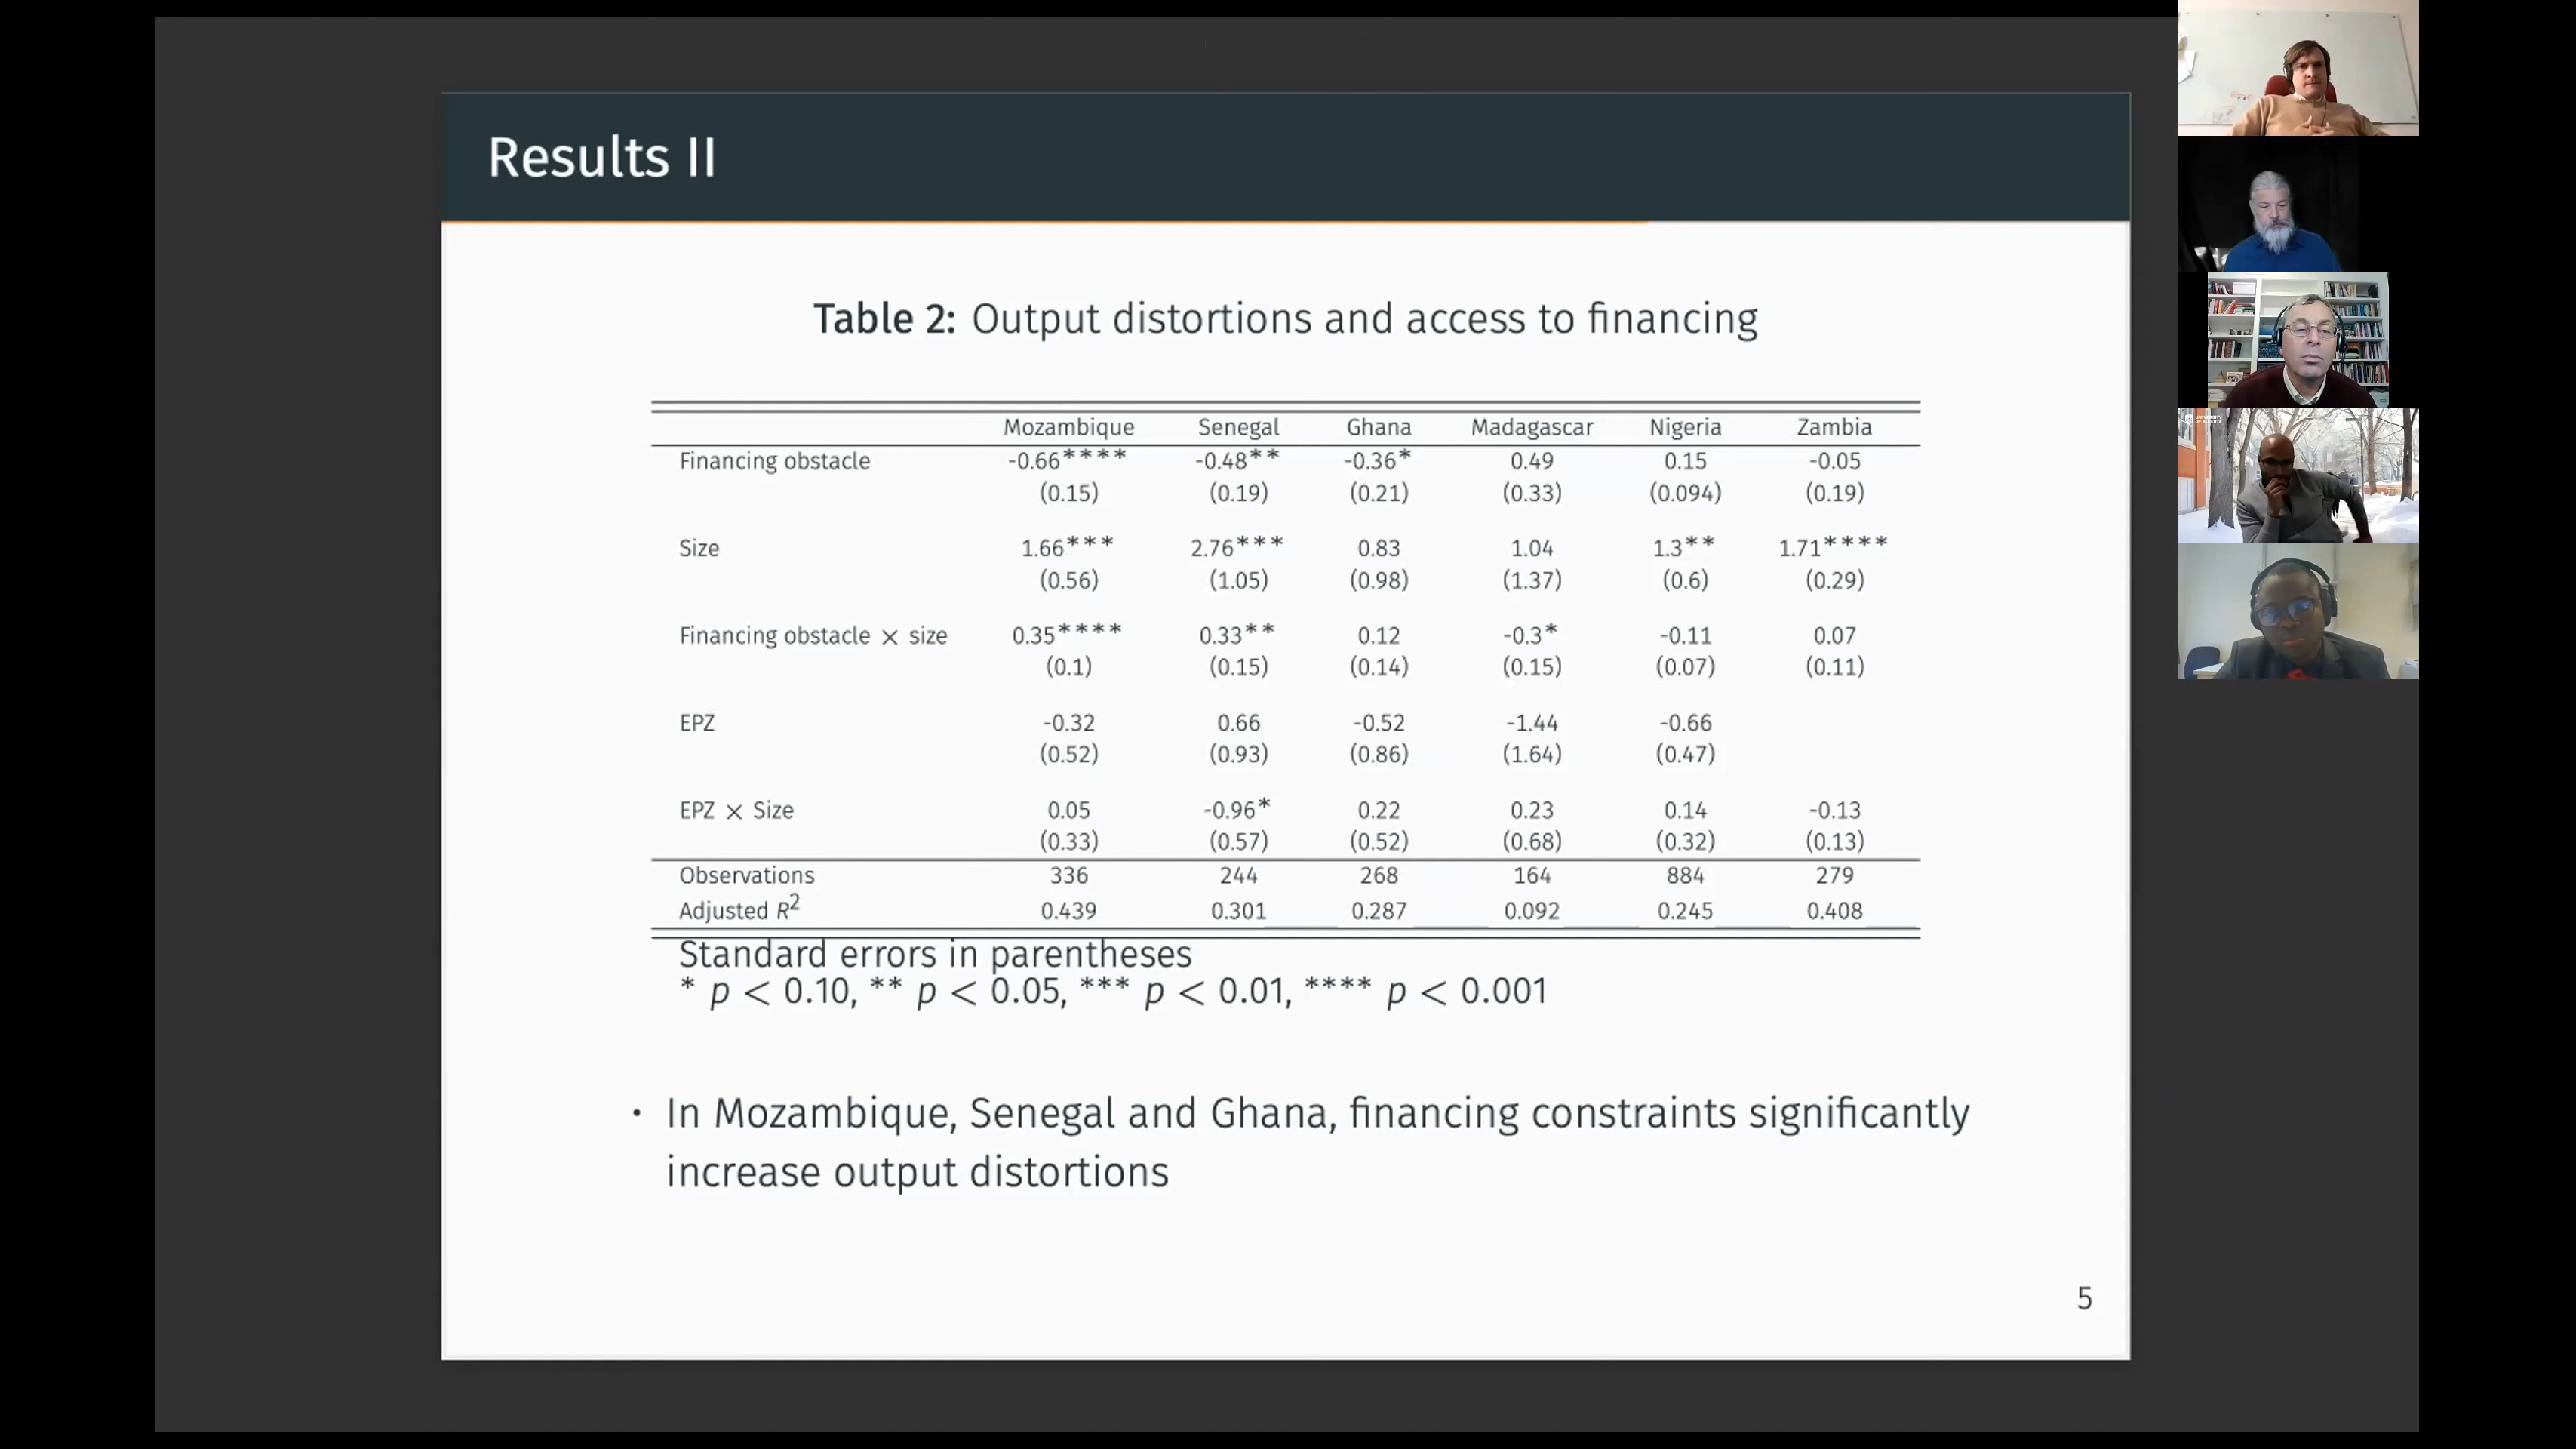 Results II
Table 2: Output distortions and access to financing
Mozambique Senegal Ghana Madagascar Nigeria Zambia
Financing obstacle -0.66**** -0.48** -0.36* 0.49 0.15 -0.05
(0.15) (0.19) (0.21) (0.33) (0.094) (0.19)
Size 1.66*** 2.76*** 0.83 1.04 1.3** 1.71****
(0.56) (1.05) (0.98) (1.37) (0.6) (0.29)
Financing obstacle × size 0.35**** 0.33** 0.12 -0.3* -0.11 0.07
(0.1) (0.15) (0.14) (0.15) (0.07) (0.11)
EPZ -0.32 0.66 -0.52 -1.44 -0.66
(0.52) (0.93) (0.86) (1.64) (0.47)
EPZ × Size 0.05 -0.96* 0.22 0.23 0.14 -0.13
(0.33) (0.57) (0.52) (0.68) (0.32) (0.13)
Observations 336 244 268 164 884 279
Adjusted R² 0.439 0.301 0.287 0.092 0.245 0.408
Standard errors in parentheses
* p < 0.10, ** p < 0.05, *** p < 0.01, **** p < 0.001
• In Mozambique, Senegal and Ghana, financing constraints significantly
increase output distortions
5
UNIVERSITY
OF ALBERTA